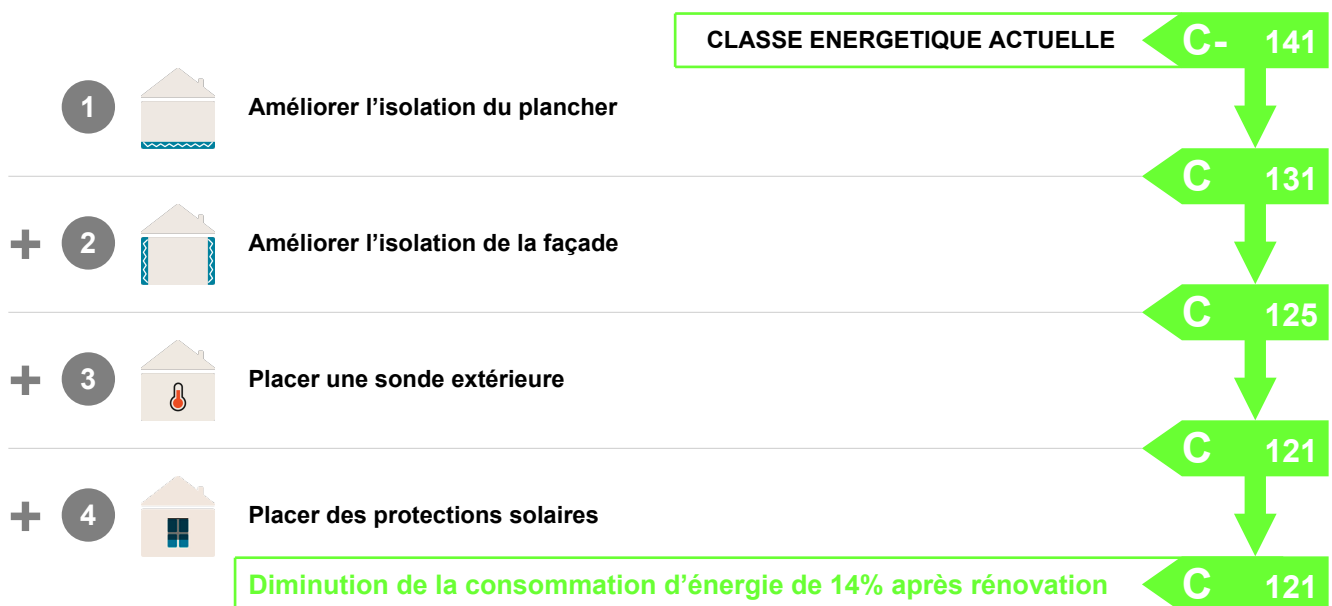 CLASSE ENERGETIQUE ACTUELLE C- 141
1 Améliorer l’isolation du plancher
C 131
+ 2 Améliorer l’isolation de la façade
C 125
+ 3 Placer une sonde extérieure
C 121
+ 4 Placer des protections solaires
Diminution de la consommation d’énergie de 14% après rénovation C 121